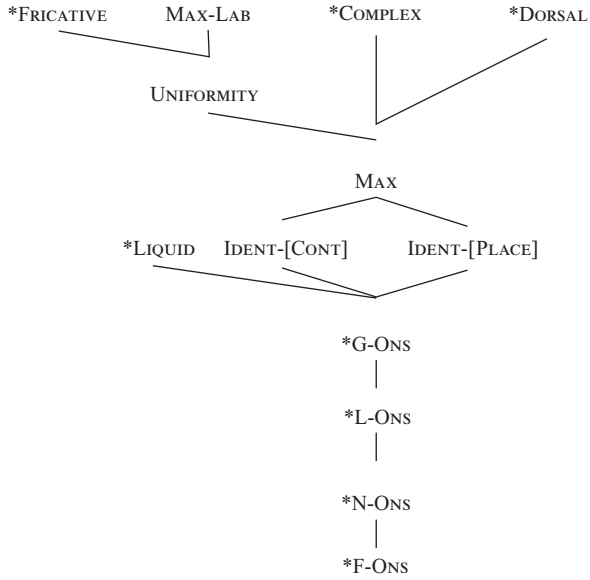 *FRICATIVE MAX-LAB *COMPLEX *DORSAL
UNIFORMITY
MAX
*LIQUID IDENT-[CONT] IDENT-[PLACE]
*G-ONS
*L-ONS
*N-ONS
*F-ONS